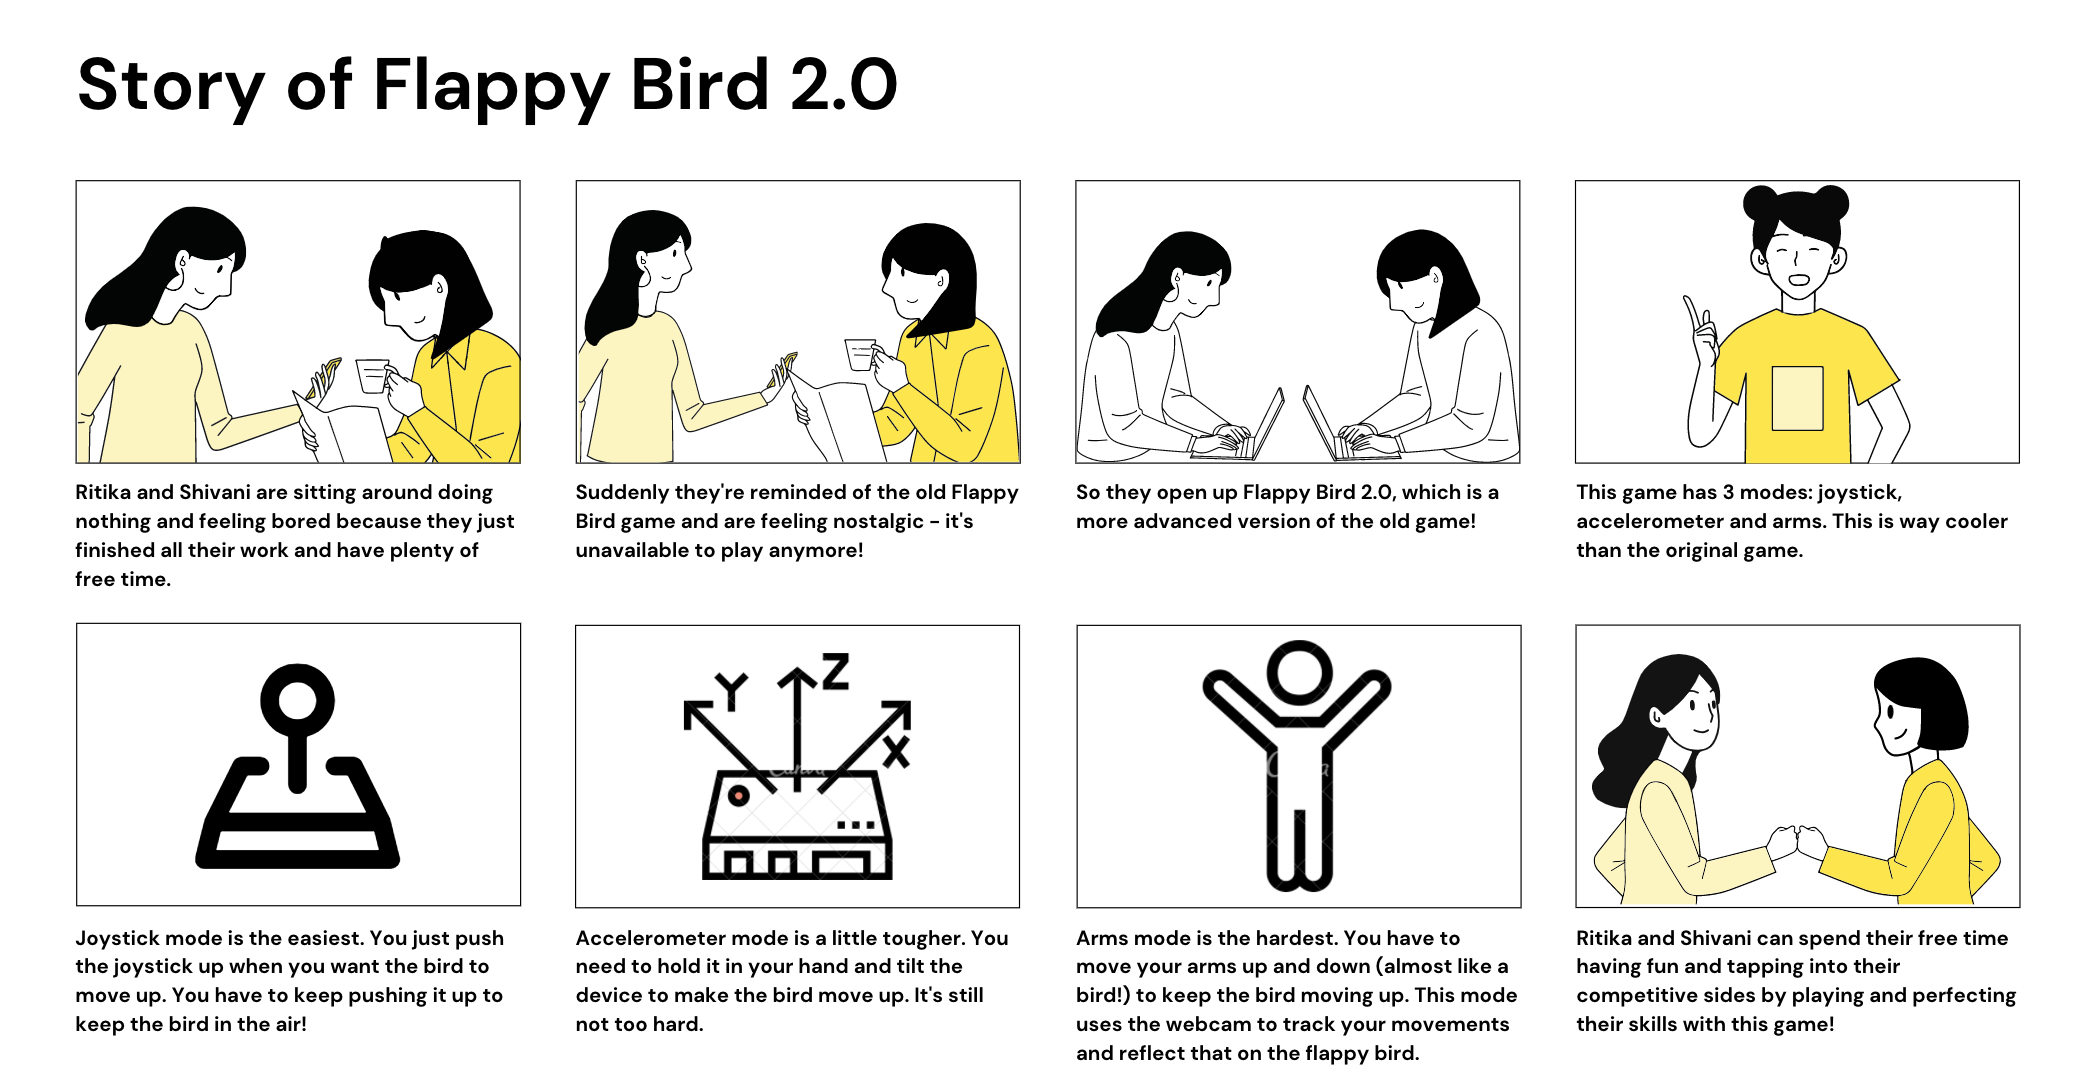 Story of Flappy Bird 2.0
Ritika and Shivani are sitting around doing
nothing and feeling bored because they just
finished all their work and have plenty of
free time.
Suddenly they're reminded of the old Flappy
Bird game and are feeling nostalgic - it's
unavailable to play anymore!
So they open up Flappy Bird 2.0, which is a
more advanced version of the old game!
This game has 3 modes: joystick,
accelerometer and arms. This is way cooler
than the original game.
Y
Z
X
Canva
Joystick mode is the easiest. You just push
the joystick up when you want the bird to
move up. You have to keep pushing it up to
keep the bird in the air!
Accelerometer mode is a little tougher. You
need to hold it in your hand and tilt the
device to make the bird move up. It's still
not too hard.
Arms mode is the hardest. You have to
move your arms up and down (almost like a
bird!) to keep the bird moving up. This mode
uses the webcam to track your movements
and reflect that on the flappy bird.
Ritika and Shivani can spend their free time
having fun and tapping into their
competitive sides by playing and perfecting
their skills with this game!